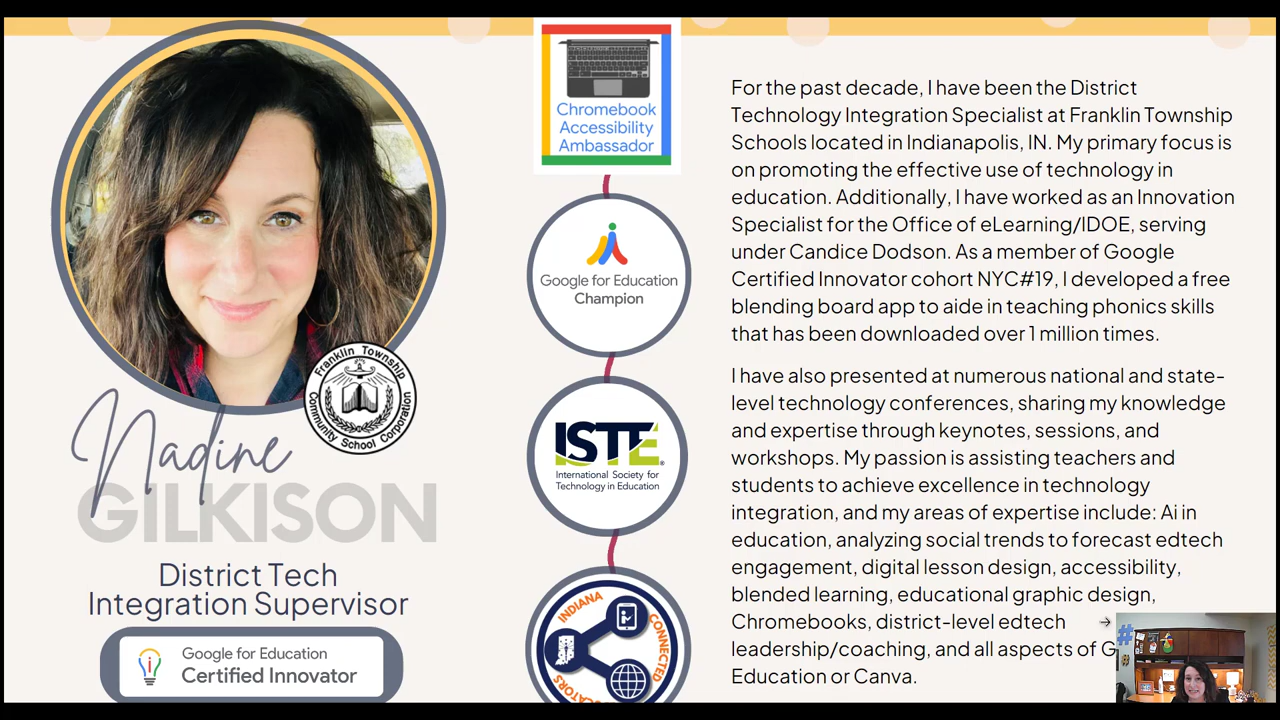 Franklin Township
Community School Corporation
Nadine
GILKISON
District Tech
Integration Supervisor
Google for Education
Certified Innovator
Chromebook
Accessibility
Ambassador
Google for Education
Champion
ISTE
International Society for
Technology in Education
INDIANA
CONNECTED
For the past decade, I have been the District
Technology Integration Specialist at Franklin Township
Schools located in Indianapolis, IN. My primary focus is
on promoting the effective use of technology in
education. Additionally, I have worked as an Innovation
Specialist for the Office of eLearning/IDOE, serving
under Candice Dodson. As a member of Google
Certified Innovator cohort NYC#19, I developed a free
blending board app to aide in teaching phonics skills
that has been downloaded over 1 million times.
I have also presented at numerous national and state-
level technology conferences, sharing my knowledge
and expertise through keynotes, sessions, and
workshops. My passion is assisting teachers and
students to achieve excellence in technology
integration, and my areas of expertise include: Ai in
education, analyzing social trends to forecast edtech
engagement, digital lesson design, accessibility,
blended learning, educational graphic design,
Chromebooks, district-level edtech
leadership/coaching, and all aspects of G
Education or Canva.
#